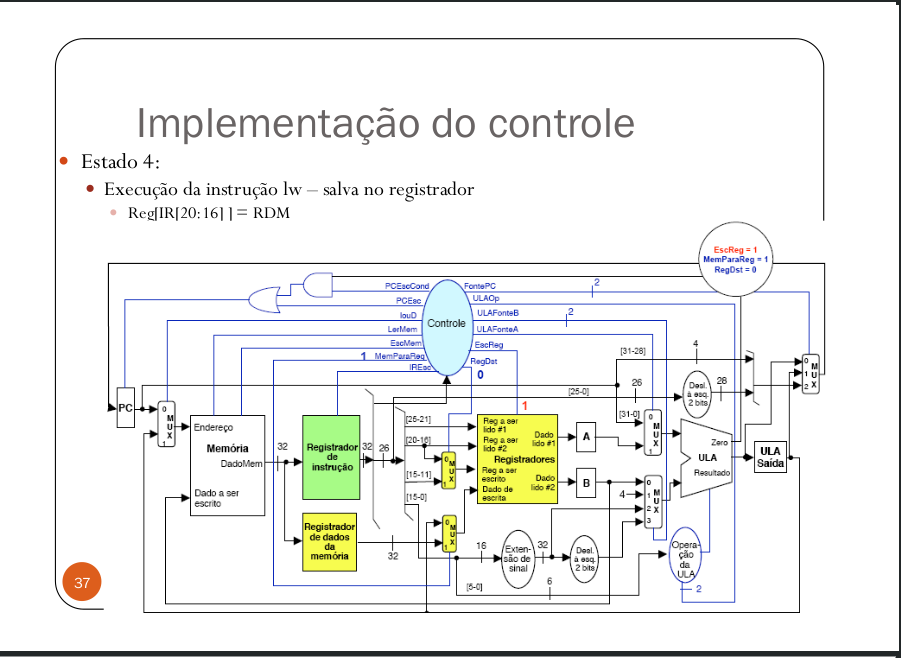 Implementação do controle
Estado 4:
Execução da instrução lw – salva no registrador
Reg[IR[20:16] ] = RDM
EscReg = 1
MemParaReg = 1
RegDst = 0
PCEscCond
PCEsc
IouD
LerMem
EscMem
1 MemParaReg
IREsc
Controle
FontePC
ULAOp
ULAFonteB
ULAFonteA
EscReg
RegDst
0
2
2
[31-28]
4
26
[25-0]
Desl.
à esq.
2 bits
28
0
1
2
M
U
X
PC
0
M
U
X
1
Endereço
Memória
DadoMem
Dado a ser
escrito
32
Registrador
de
instrução
32
26
[25-21]
[20-16]
[15-11]
[15-0]
0
M
U
X
1
1
Reg a ser
lido #1
Reg a ser
lido #2
Registradores
Reg a ser
escrito
Dado de
escrita
Dado
lido #1
Dado
lido #2
A
B
[31-0]
0
M
U
X
1
4
0
1
2
3
M
U
X
Zero
ULA
Resultado
ULA
Saída
Registrador
de dados
da
memória
32
0
M
U
X
1
16
Exten-
são de
sinal
32
Desl.
à esq.
2 bits
Opera-
ção
da
ULA
[5-0]
6
2
37